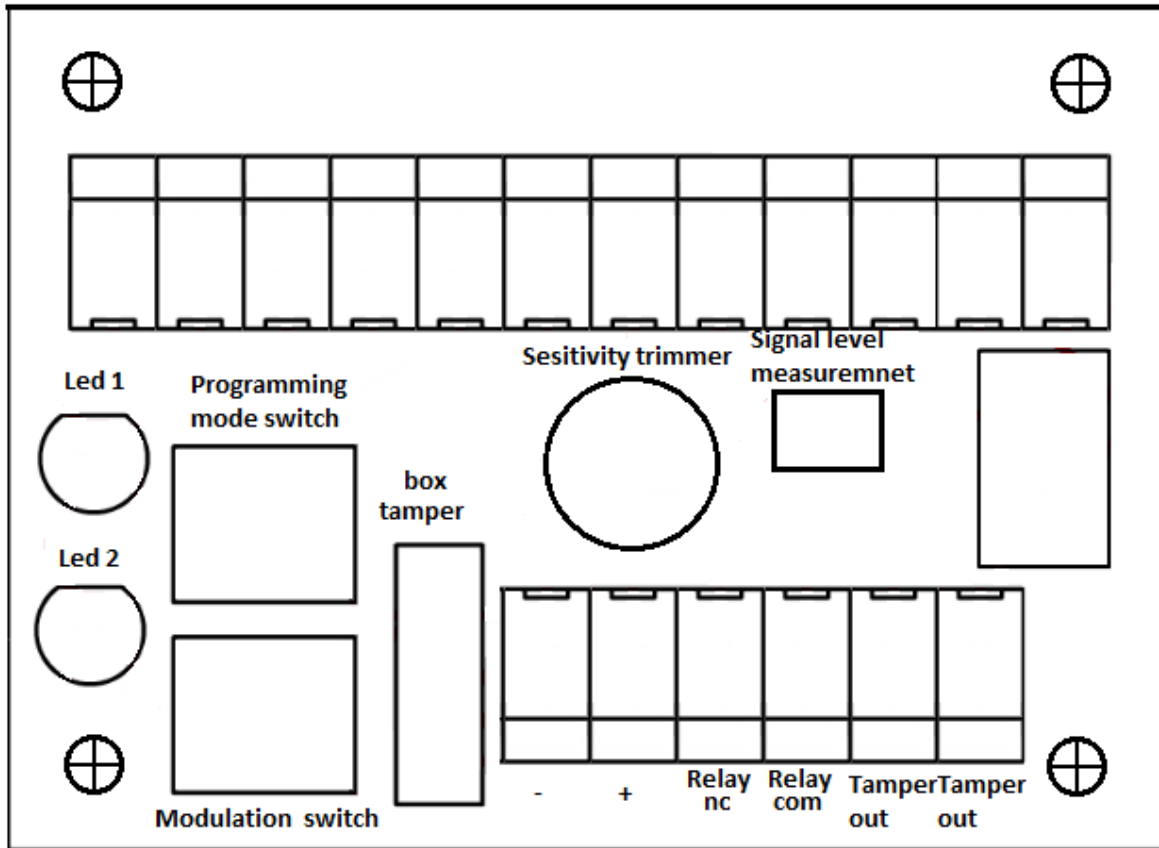 Led 1
Programming
mode switch
Sesitivity trimmer
Signal level
measuremnet
box
tamper
Led 2
Modulation switch
-
+
Relay
nc
Relay
com
Tamper
out
Tamper
out